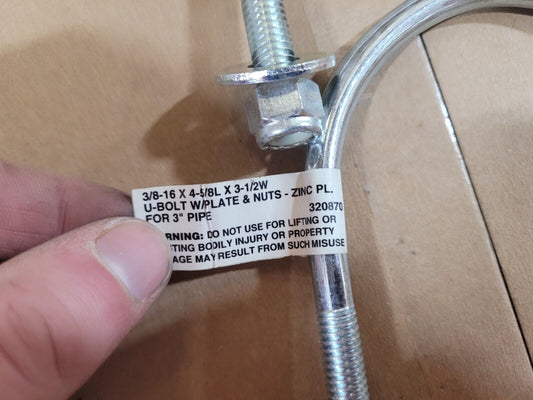 3/8-16 X 4-5/8L X 3-1/2W
U-BOLT W/PLATE & NUTS - ZINC PL.
FOR 3" PIPE 320870
WARNING: DO NOT USE FOR LIFTING OR
BODILY INJURY OR PROPERTY
MAY RESULT FROM SUCH MISUSE